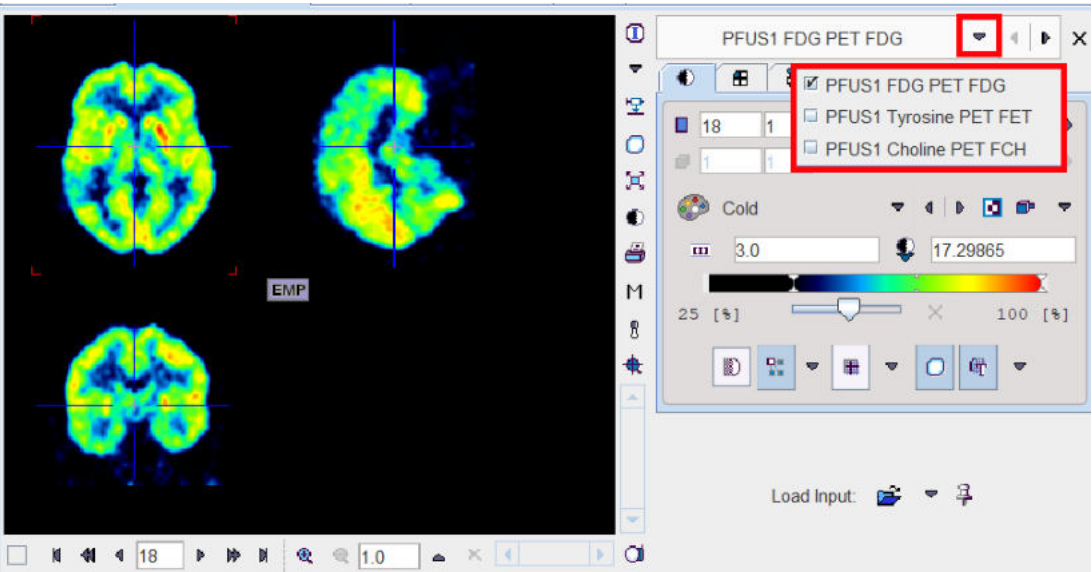 PFUS1 FDG PET FDG
PFUS1 FDG PET FDG
PFUS1 Tyrosine PET FET
PFUS1 Choline PET FCH
18 1
1 1
Cold
3.0 17.29865
25 [%] 100 [%]
EMP
M
Load Input:
18 1.0